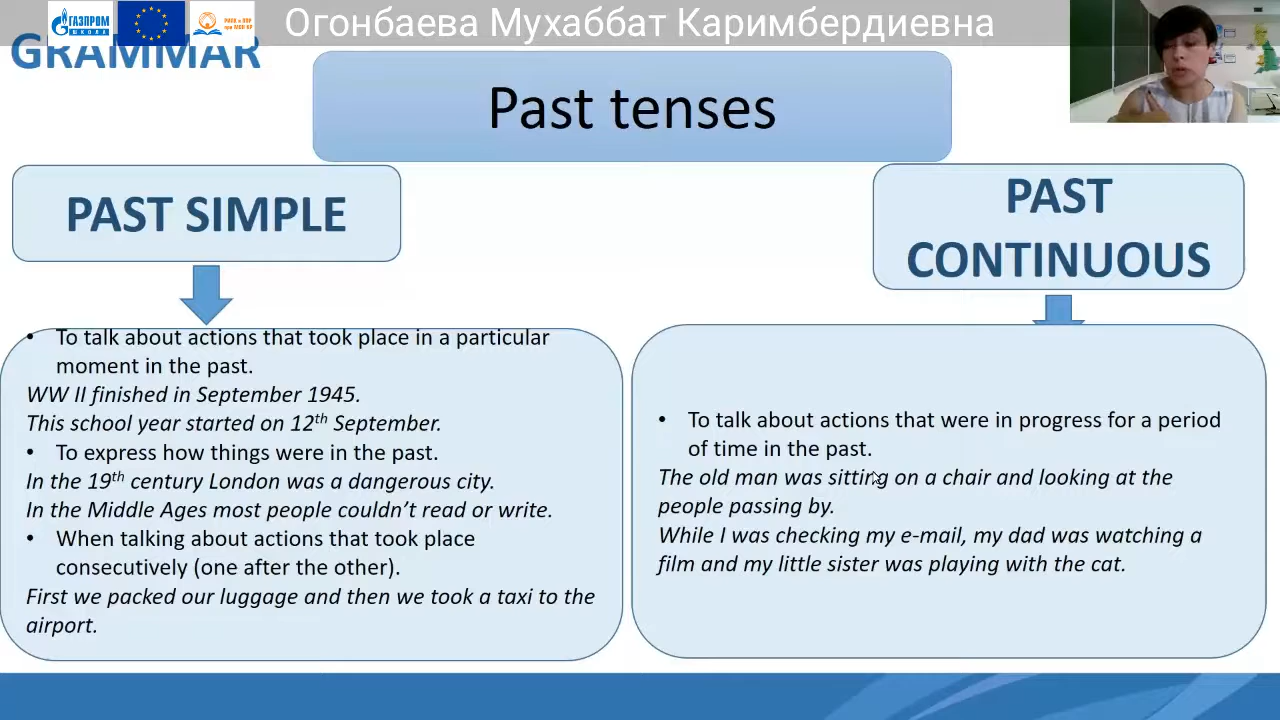 ГАЗПРОМ
ШКОЛА
Огонбаева Мухаббат Каримбердиевна
GRAMMAR
Past tenses
PAST SIMPLE
PAST
CONTINUOUS
• To talk about actions that took place in a particular
moment in the past.
WW II finished in September 1945.
This school year started on 12th September.
• To express how things were in the past.
In the 19th century London was a dangerous city.
In the Middle Ages most people couldn’t read or write.
• When talking about actions that took place
consecutively (one after the other).
First we packed our luggage and then we took a taxi to the
airport.
• To talk about actions that were in progress for a period
of time in the past.
The old man was sitting on a chair and looking at the
people passing by.
While I was checking my e-mail, my dad was watching a
film and my little sister was playing with the cat.